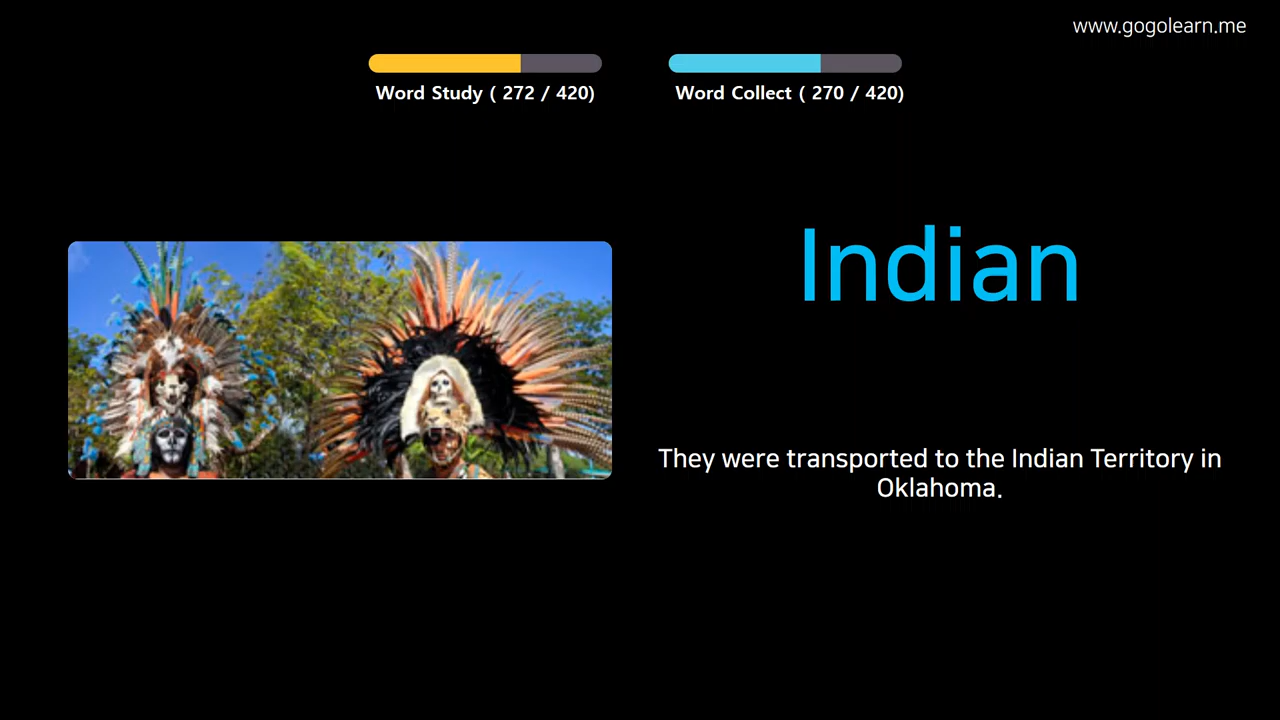 www.gogolearn.me
Word Study ( 272 / 420)
Word Collect ( 270 / 420)
Indian
They were transported to the Indian Territory in
Oklahoma.